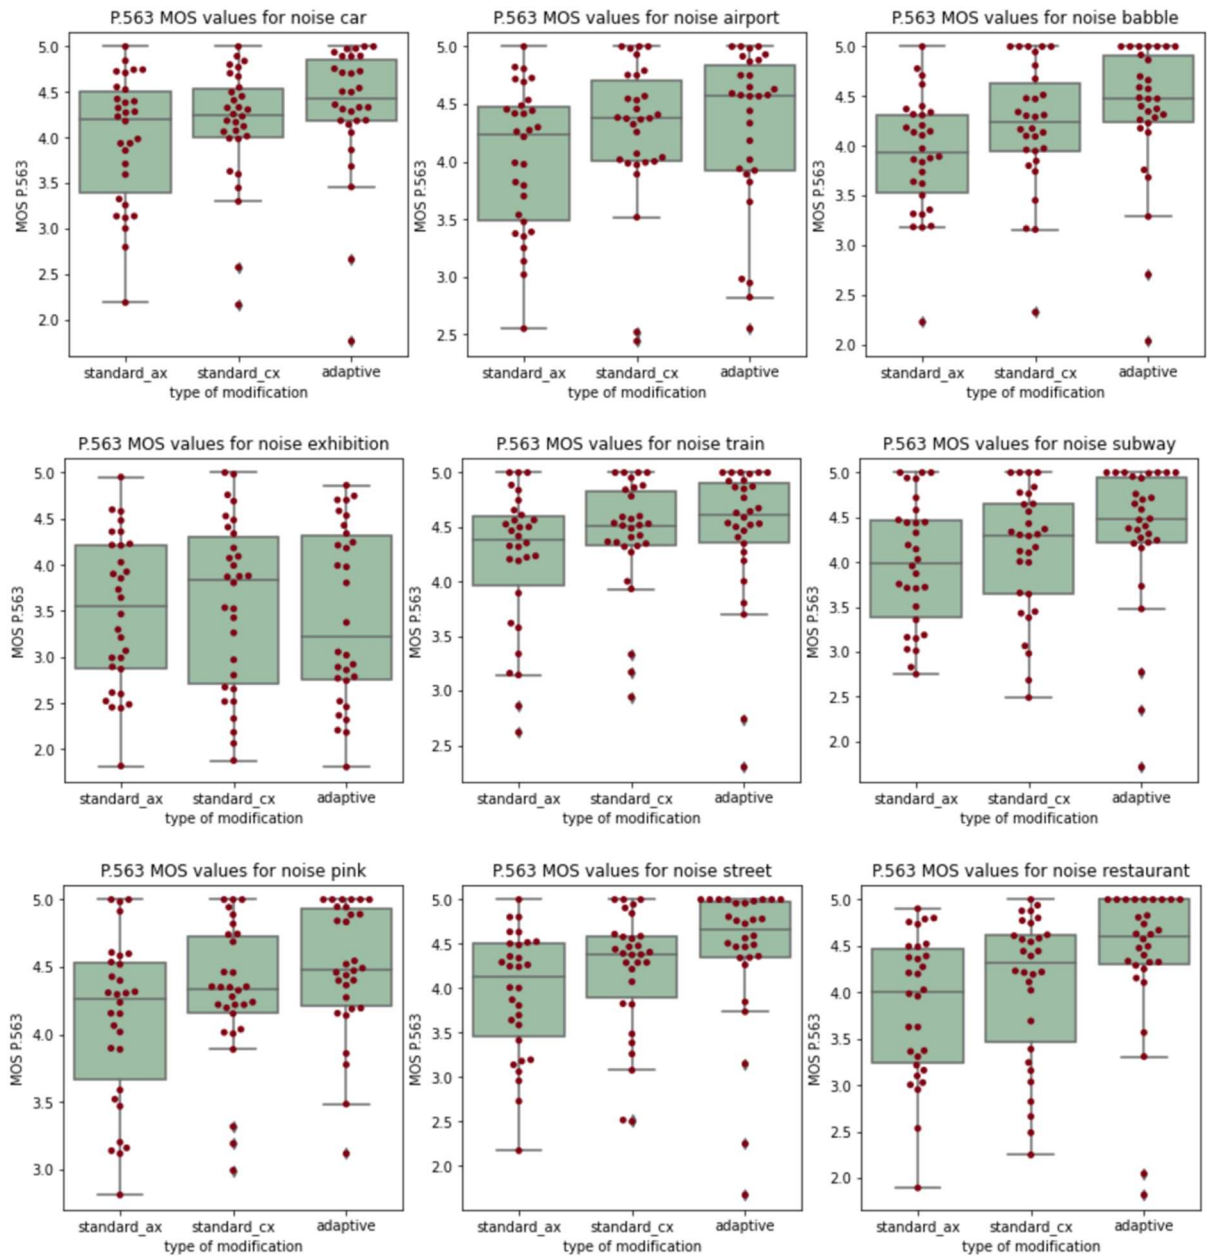 P.563 MOS values for noise car
MOS P.563
5.0
4.5
4.0
3.5
3.0
2.5
2.0
standard_ax standard_cx adaptive
type of modification
P.563 MOS values for noise airport
MOS P.563
5.0
4.5
4.0
3.5
3.0
2.5
standard_ax standard_cx adaptive
type of modification
P.563 MOS values for noise babble
MOS P.563
5.0
4.5
4.0
3.5
3.0
2.5
2.0
standard_ax standard_cx adaptive
type of modification
P.563 MOS values for noise exhibition
MOS P.563
5.0
4.5
4.0
3.5
3.0
2.5
2.0
standard_ax standard_cx adaptive
type of modification
P.563 MOS values for noise train
MOS P.563
5.0
4.5
4.0
3.5
3.0
2.5
standard_ax standard_cx adaptive
type of modification
P.563 MOS values for noise subway
MOS P.563
5.0
4.5
4.0
3.5
3.0
2.5
2.0
standard_ax standard_cx adaptive
type of modification
P.563 MOS values for noise pink
MOS P.563
5.0
4.5
4.0
3.5
3.0
standard_ax standard_cx adaptive
type of modification
P.563 MOS values for noise street
MOS P.563
5.0
4.5
4.0
3.5
3.0
2.5
2.0
standard_ax standard_cx adaptive
type of modification
P.563 MOS values for noise restaurant
MOS P.563
5.0
4.5
4.0
3.5
3.0
2.5
2.0
standard_ax standard_cx adaptive
type of modification